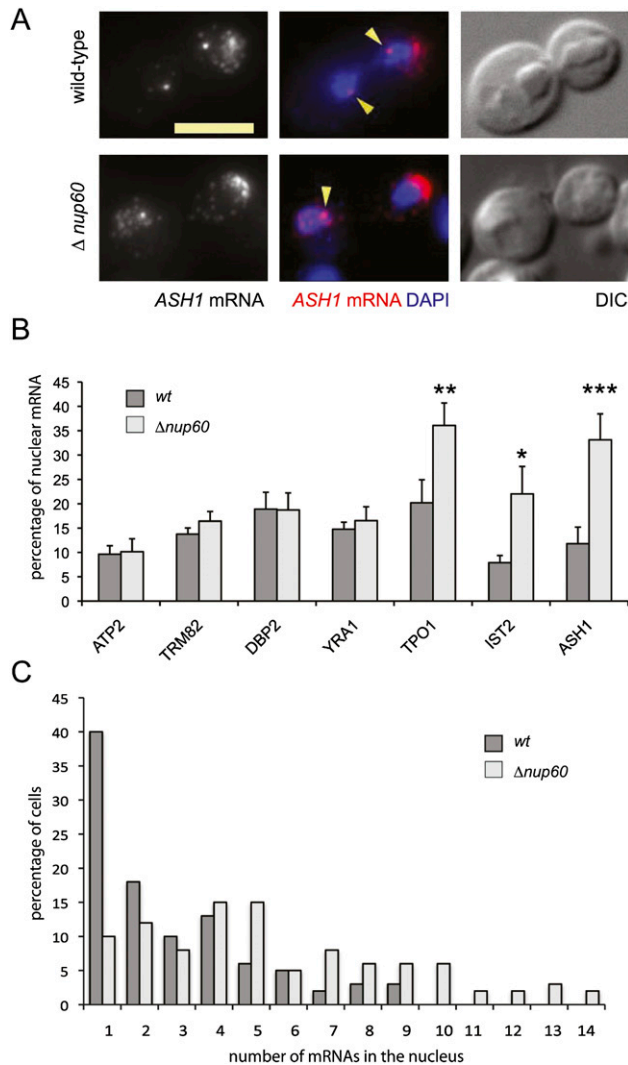 A
wild-type
Δ nup60
ASH1 mRNA
ASH1 mRNA DAPI
DIC
B
percentage of nuclear mRNA
45
40
35
30
25
20
15
10
5
0
wt
Δnup60
**
*
***
ATP2
TRM82
DBP2
YRA1
TPO1
IST2
ASH1
C
percentage of cells
45
40
35
30
25
20
15
10
5
0
wt
Δnup60
1 2 3 4 5 6 7 8 9 10 11 12 13 14
number of mRNAs in the nucleus